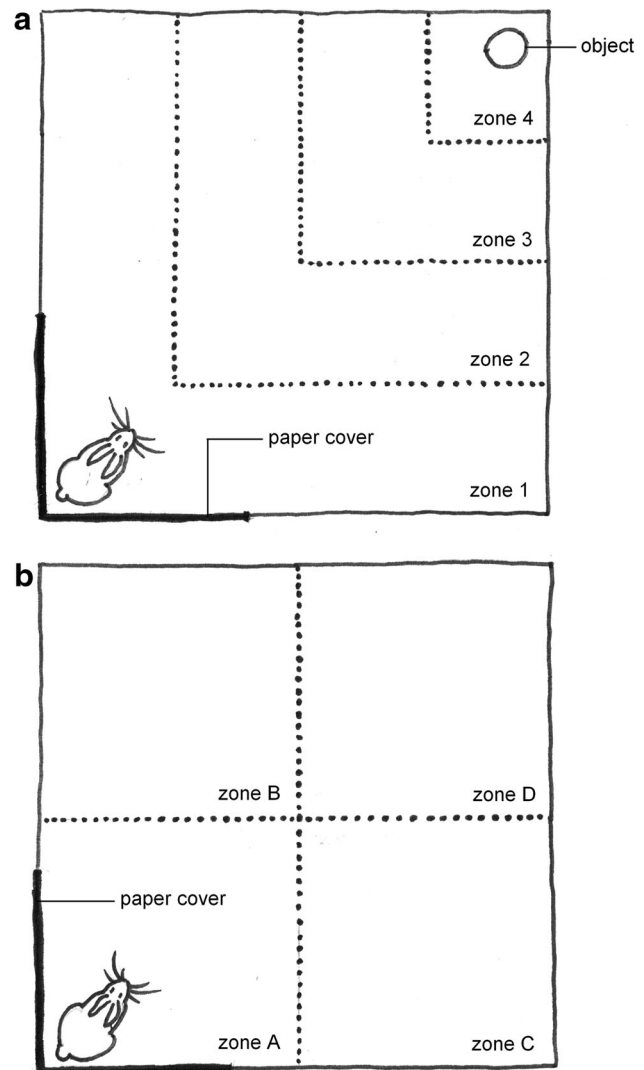 a
object
zone 4
zone 3
zone 2
paper cover
zone 1
b
zone B
zone D
paper cover
zone A
zone C